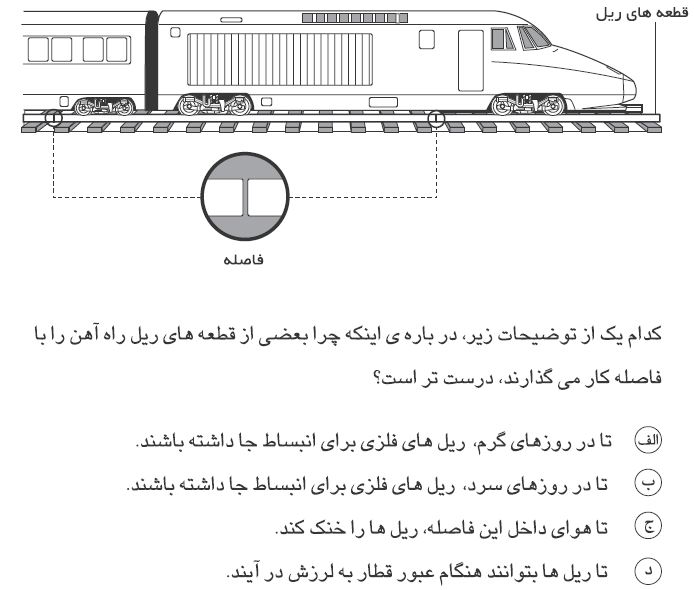 قطعه های ریل
فاصله
کدام یک از توضیحات زیر، در باره ی اینکه چرا بعضی از قطعه های ریل راه آهن را با
فاصله کار می گذارند، درست تر است؟
الف تا در روزهای گرم، ریل های فلزی برای انبساط جا داشته باشند.
ب تا در روزهای سرد، ریل های فلزی برای انبساط جا داشته باشند.
ج تا هوای داخل این فاصله، ریل ها را خنک کند.
د تا ریل ها بتوانند هنگام عبور قطار به لرزش در آیند.